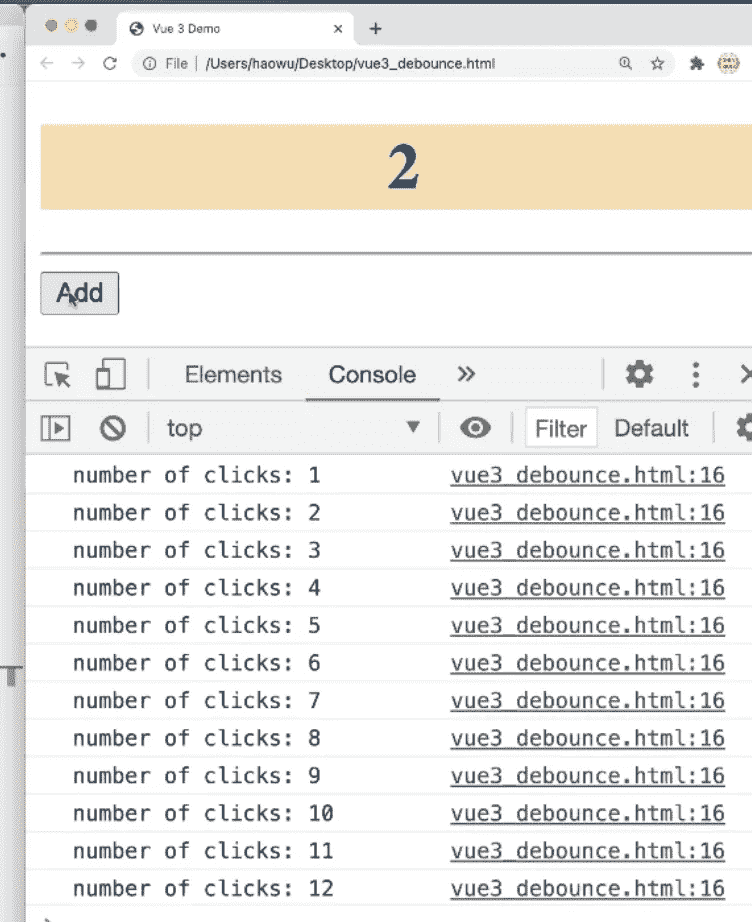 Vue 3 Demo
File | /Users/haowu/Desktop/vue3_debounce.html
2
Add
Elements Console
top Filter Default
number of clicks: 1 vue3_debounce.html:16
number of clicks: 2 vue3_debounce.html:16
number of clicks: 3 vue3_debounce.html:16
number of clicks: 4 vue3_debounce.html:16
number of clicks: 5 vue3_debounce.html:16
number of clicks: 6 vue3_debounce.html:16
number of clicks: 7 vue3_debounce.html:16
number of clicks: 8 vue3_debounce.html:16
number of clicks: 9 vue3_debounce.html:16
number of clicks: 10 vue3_debounce.html:16
number of clicks: 11 vue3_debounce.html:16
number of clicks: 12 vue3_debounce.html:16